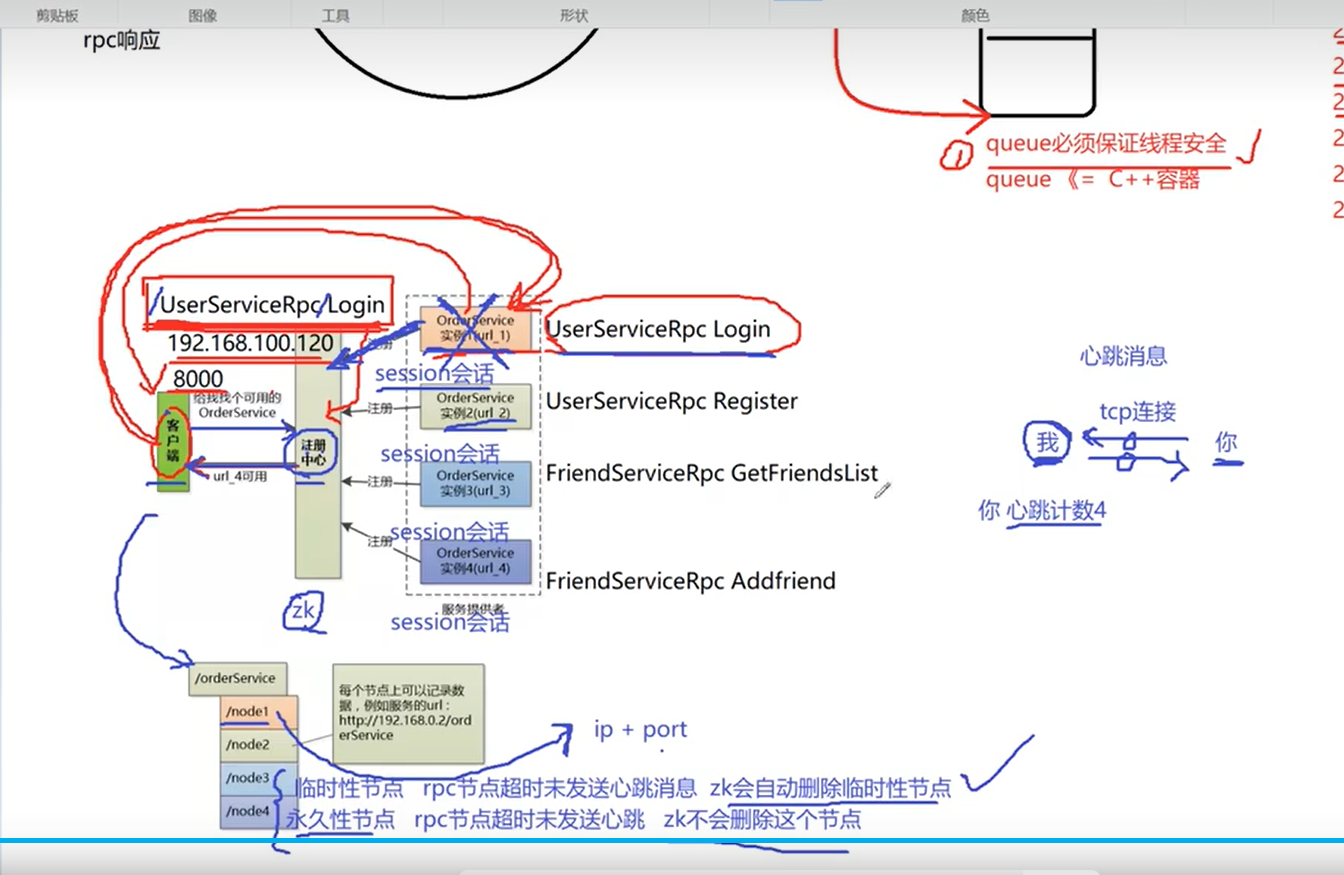 剪贴板
图像
工具
形状
颜色
rpc响应
queue必须保证线程安全
queue 《= C++容器
/UserServiceRpc/Login
192.168.100.120
8000
给我找个可用的
OrderService
客户端
注册中心
url_4可用
注册
注册
注册
注册
OrderService
实例1(url_1)
session会话
OrderService
实例2(url_2)
session会话
OrderService
实例3(url_3)
session会话
OrderService
实例4(url_4)
服务提供者
session会话
UserServiceRpc Login
UserServiceRpc Register
FriendServiceRpc GetFriendsList
FriendServiceRpc Addfriend
心跳消息
tcp连接
我
你
你 心跳计数4
zk
/orderService
/node1
/node2
/node3
/node4
每个节点上可以记录数
据，例如服务的url：
http://192.168.0.2/ord
erService
ip + port
临时性节点 rpc节点超时未发送心跳消息 zk会自动删除临时性节点
永久性节点 rpc节点超时未发送心跳 zk不会删除这个节点
2
2
2
2
2